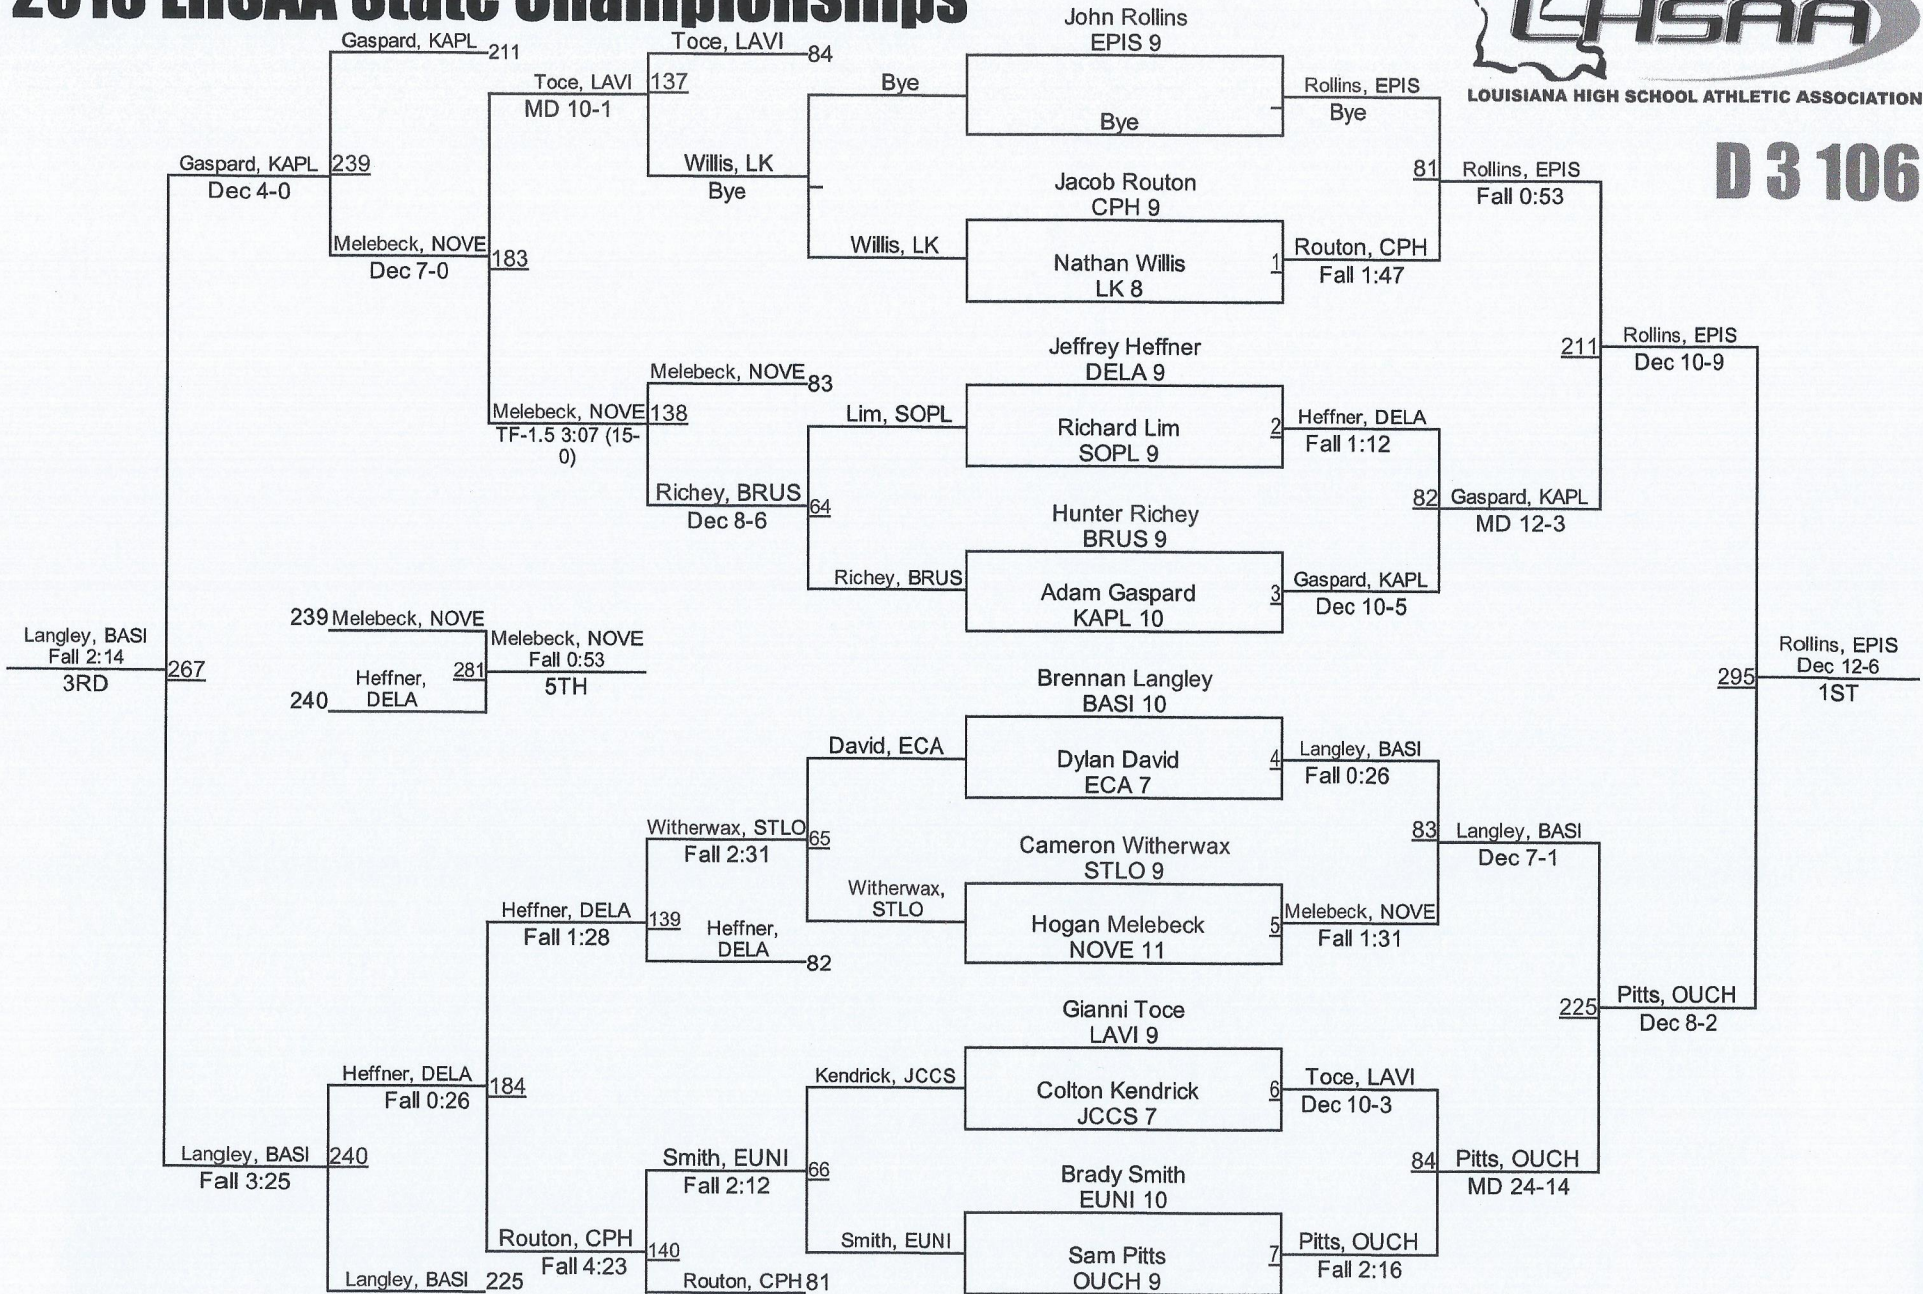 2016 LHSAA State Championships
LHSAA
LOUISIANA HIGH SCHOOL ATHLETIC ASSOCIATION
D 3 106
Gaspard, KAPL
211
Toce, LAVI
MD 10-1
Toce, LAVI
84
137
Willis, LK
Bye
Gaspard, KAPL
Dec 4-0
239
Melebeck, NOVE
Dec 7-0
183
Melebeck, NOVE
83
Melebeck, NOVE
TF-1.5 3:07 (15-
0)
138
Richey, BRUS
Dec 8-6
64
Bye
Willis, LK
Lim, SOPL
Richey, BRUS
Langley, BASI
Fall 2:14
3RD
267
239 Melebeck, NOVE
Heffner,
DELA
240
281
Melebeck, NOVE
Fall 0:53
5TH
David, ECA
Witherwax, STLO
Fall 2:31
65
Witherwax,
STLO
Heffner, DELA
Fall 1:28
139
Heffner,
DELA
82
Heffner, DELA
Fall 0:26
184
Langley, BASI
Fall 3:25
240
Kendrick, JCCS
Smith, EUNI
Fall 2:12
66
Smith, EUNI
Routon, CPH
Fall 4:23
140
Routon, CPH 81
Langley, BASI 225
John Rollins
EPIS 9
Bye
Jacob Routon
CPH 9
Nathan Willis
LK 8
1
Jeffrey Heffner
DELA 9
Richard Lim
SOPL 9
2
Hunter Richey
BRUS 9
Adam Gaspard
KAPL 10
3
Brennan Langley
BASI 10
Dylan David
ECA 7
4
Cameron Witherwax
STLO 9
Hogan Melebeck
NOVE 11
5
Gianni Toce
LAVI 9
Colton Kendrick
JCCS 7
6
Brady Smith
EUNI 10
Sam Pitts
OUCH 9
7
Rollins, EPIS
Bye
81
Rollins, EPIS
Fall 0:53
Routon, CPH
Fall 1:47
211
Rollins, EPIS
Dec 10-9
Heffner, DELA
Fall 1:12
82
Gaspard, KAPL
MD 12-3
Gaspard, KAPL
Dec 10-5
295
Rollins, EPIS
Dec 12-6
1ST
Langley, BASI
Fall 0:26
83
Langley, BASI
Dec 7-1
Melebeck, NOVE
Fall 1:31
225
Pitts, OUCH
Dec 8-2
Toce, LAVI
Dec 10-3
84
Pitts, OUCH
MD 24-14
Pitts, OUCH
Fall 2:16